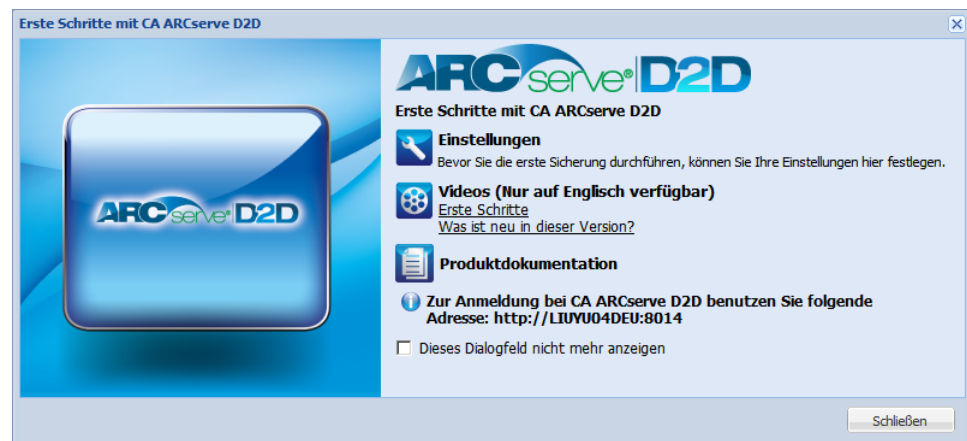 Erste Schritte mit CA ARCserve D2D
ARCserve® D2D
ARCserve® D2D
Erste Schritte mit CA ARCserve D2D
Einstellungen
Bevor Sie die erste Sicherung durchführen, können Sie Ihre Einstellungen hier festlegen.
Videos (Nur auf Englisch verfügbar)
Erste Schritte
Was ist neu in dieser Version?
Produktdokumentation
Zur Anmeldung bei CA ARCserve D2D benutzen Sie folgende
Adresse: http://LIUYU04DEU:8014
Dieses Dialogfeld nicht mehr anzeigen
Schließen